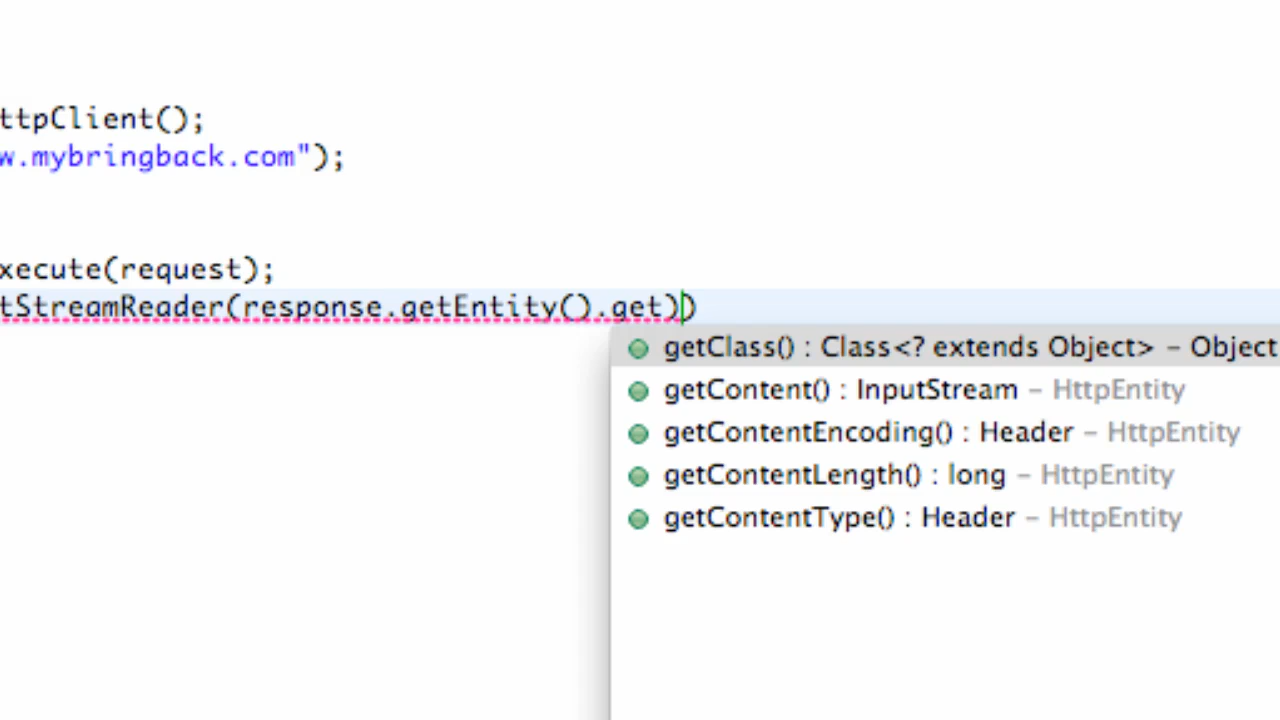 ttpClient();
w.mybringback.com");
xecute(request);
tStreamReader(response.getEntity().get))
getClass() : Class<? extends Object> – Object
getContent() : InputStream – HttpEntity
getContentEncoding() : Header – HttpEntity
getContentLength() : long – HttpEntity
getContentType() : Header – HttpEntity